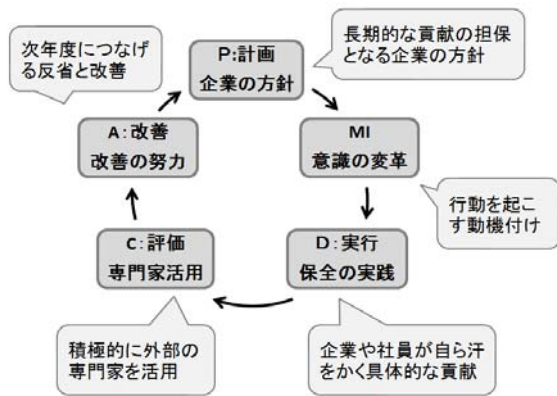 次年度につなげ
る反省と改善
P:計画
企業の方針
長期的な貢献の担保
となる企業の方針
A:改善
改善の努力
MI
意識の変革
行動を起こ
す動機付け
C:評価
専門家活用
D:実行
保全の実践
積極的に外部の
専門家を活用
企業や社員が自ら汗
をかく具体的な貢献